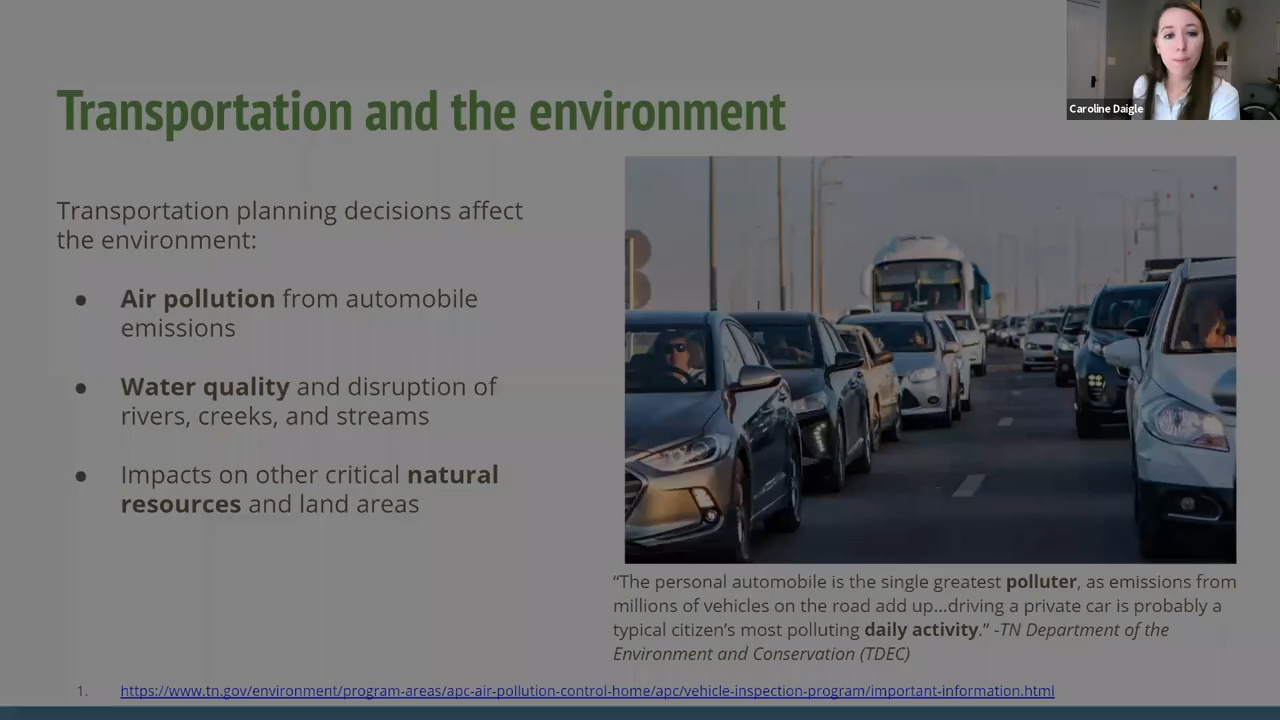 Caroline Daigle
Transportation and the environment
Transportation planning decisions affect
the environment:
● Air pollution from automobile
emissions
● Water quality and disruption of
rivers, creeks, and streams
● Impacts on other critical natural
resources and land areas
“The personal automobile is the single greatest polluter, as emissions from
millions of vehicles on the road add up...driving a private car is probably a
typical citizen’s most polluting daily activity.” -TN Department of the
Environment and Conservation (TDEC)
1. https://www.tn.gov/environment/program-areas/apc-air-pollution-control-home/apc/vehicle-inspection-program/important-information.html